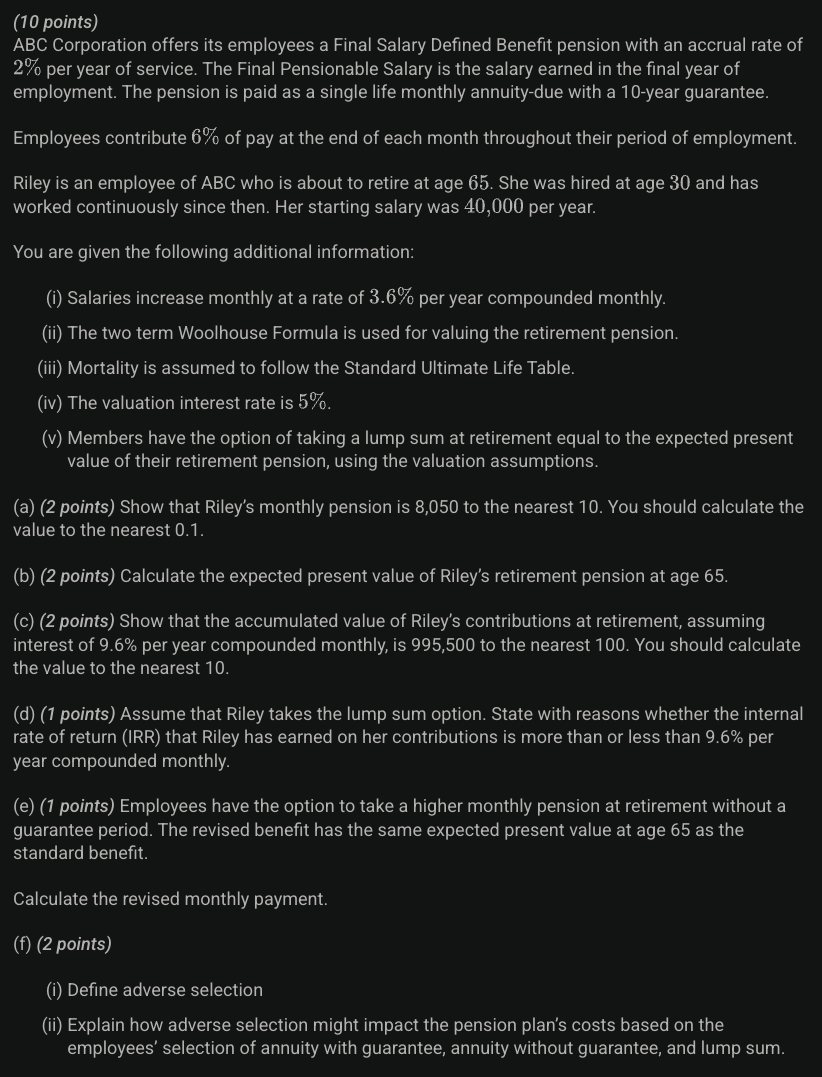 (10 points)
ABC Corporation offers its employees a Final Salary Defined Benefit pension with an accrual rate of
2% per year of service. The Final Pensionable Salary is the salary earned in the final year of
employment. The pension is paid as a single life monthly annuity-due with a 10-year guarantee.
Employees contribute 6% of pay at the end of each month throughout their period of employment.
Riley is an employee of ABC who is about to retire at age 65. She was hired at age 30 and has
worked continuously since then. Her starting salary was 40,000 per year.
You are given the following additional information:
(i) Salaries increase monthly at a rate of 3.6% per year compounded monthly.
(ii) The two term Woolhouse Formula is used for valuing the retirement pension.
(iii) Mortality is assumed to follow the Standard Ultimate Life Table.
(iv) The valuation interest rate is 5%.
(v) Members have the option of taking a lump sum at retirement equal to the expected present
value of their retirement pension, using the valuation assumptions.
(a) (2 points) Show that Riley's monthly pension is 8,050 to the nearest 10. You should calculate the
value to the nearest 0.1.
(b) (2 points) Calculate the expected present value of Riley's retirement pension at age 65.
(c) (2 points) Show that the accumulated value of Riley's contributions at retirement, assuming
interest of 9.6% per year compounded monthly, is 995,500 to the nearest 100. You should calculate
the value to the nearest 10.
(d) (1 points) Assume that Riley takes the lump sum option. State with reasons whether the internal
rate of return (IRR) that Riley has earned on her contributions is more than or less than 9.6% per
year compounded monthly.
(e) (1 points) Employees have the option to take a higher monthly pension at retirement without a
guarantee period. The revised benefit has the same expected present value at age 65 as the
standard benefit.
Calculate the revised monthly payment.
(f) (2 points)
(i) Define adverse selection
(ii) Explain how adverse selection might impact the pension plan's costs based on the
employees' selection of annuity with guarantee, annuity without guarantee, and lump sum.